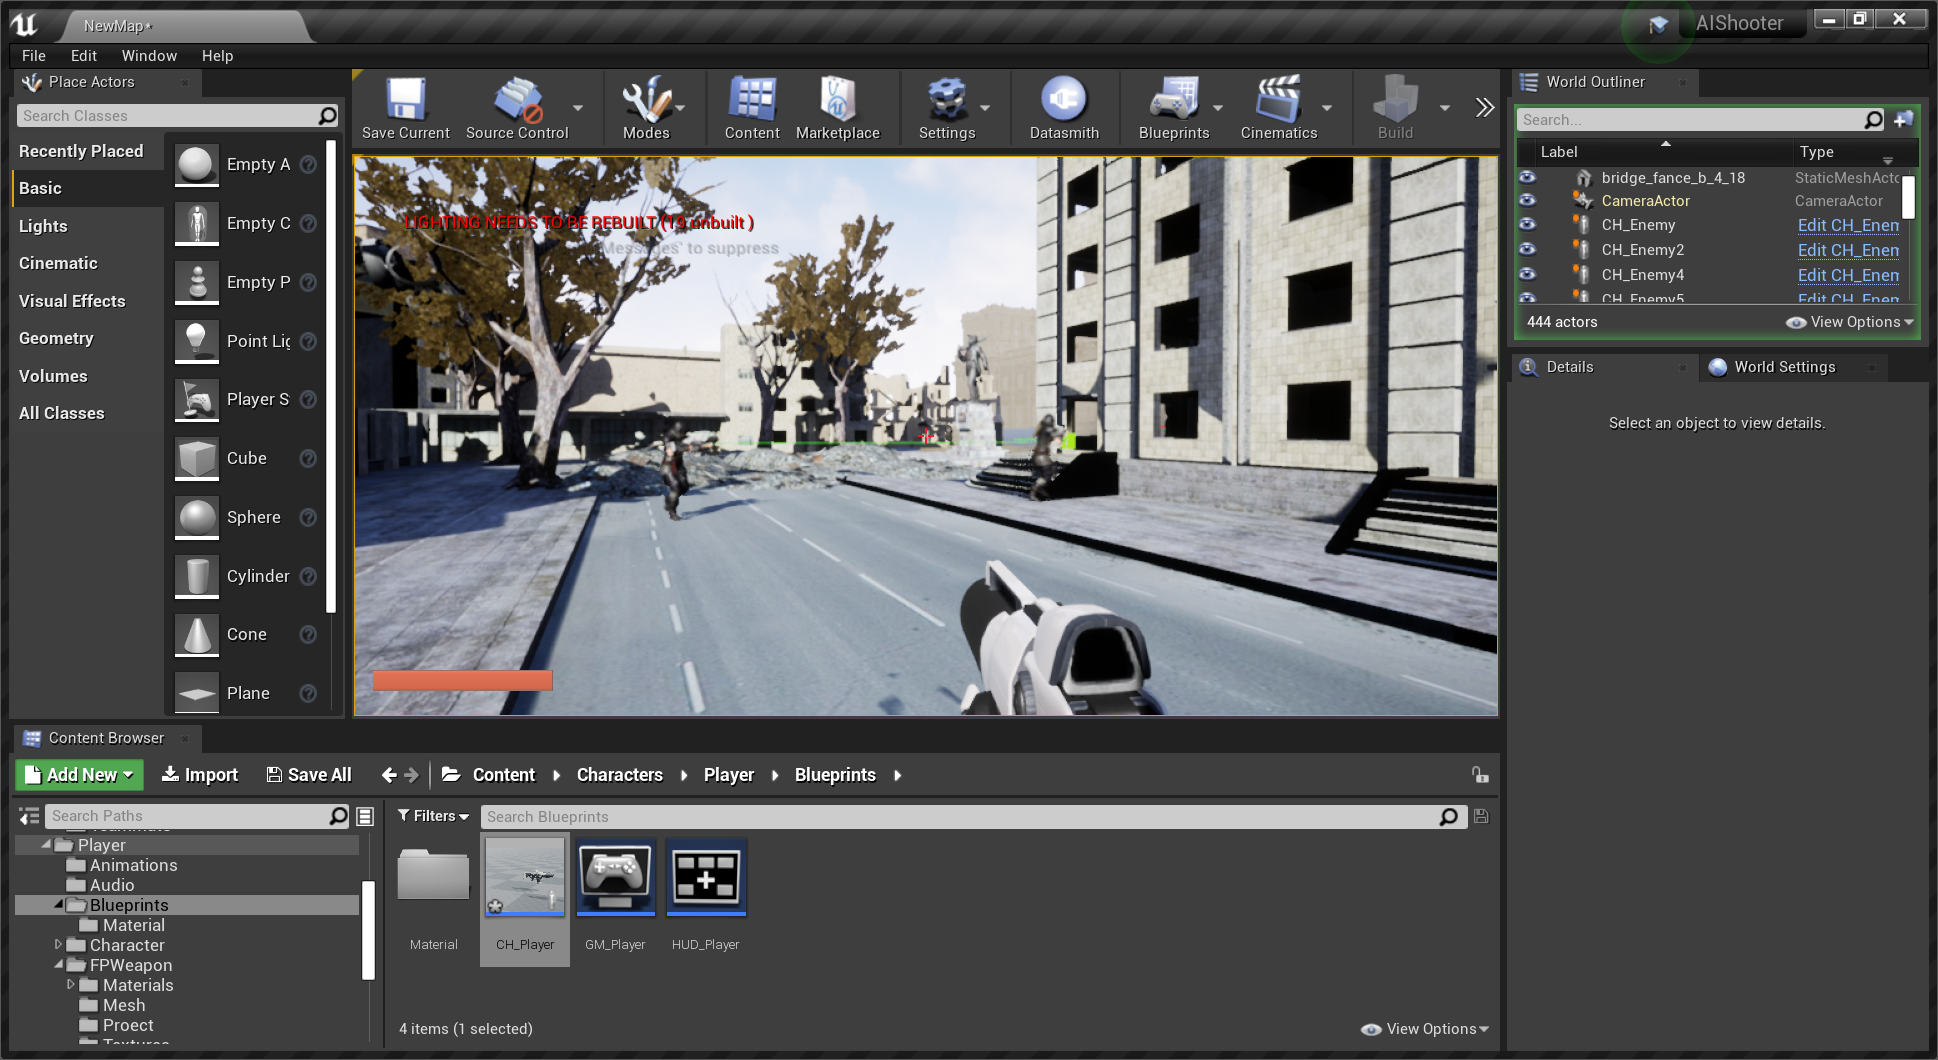 NewMap*
AIShooter
File Edit Window Help
Place Actors
Search Classes
Recently Placed
Basic
Lights
Cinematic
Visual Effects
Geometry
Volumes
All Classes
Empty A
Empty C
Empty P
Point Lig
Player S
Cube
Sphere
Cylinder
Cone
Plane
Save Current
Source Control
Modes
Content
Marketplace
Settings
Datasmith
Blueprints
Cinematics
Build
LIGHTING NEEDS TO BE REBUILT (19 unbuilt )
Messages' to suppress
World Outliner
Search...
Label Type
bridge_fance_b_4_18 StaticMeshActo
CameraActor CameraActor
CH_Enemy Edit CH_Enem
CH_Enemy2 Edit CH_Enem
CH_Enemy4 Edit CH_Enem
CH_Enemy5 Edit CH_Enem
444 actors View Options
Details World Settings
Select an object to view details.
Content Browser
Add New Import Save All Content Characters Player Blueprints
Search Paths
Player
Animations
Audio
Blueprints
Material
Character
FPWeapon
Materials
Mesh
Proect
Textures
Filters Search Blueprints
Material CH_Player GM_Player HUD_Player
4 items (1 selected) View Options